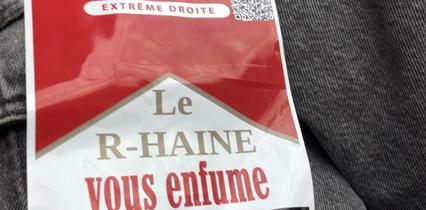 EXTRÊME DROITE
Le
R-HAINE
vous enfume